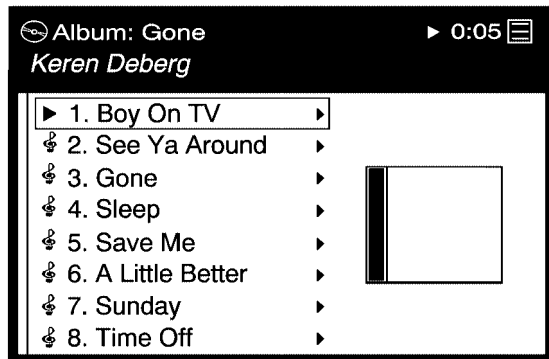 Album: Gone 0:05
Keren Deberg
1. Boy On TV
2. See Ya Around
3. Gone
4. Sleep
5. Save Me
6. A Little Better
7. Sunday
8. Time Off